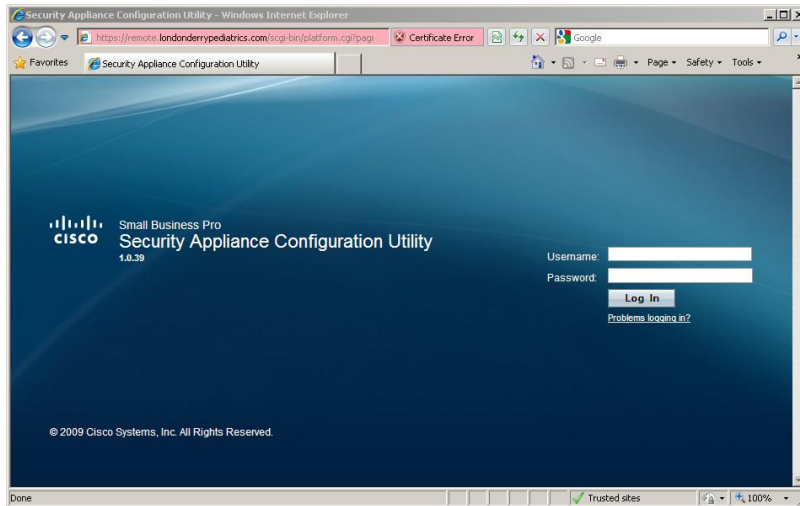 Security Appliance Configuration Utility - Windows Internet Explorer
https://remote.londonderrypediatrics.com/scgi-bin/platform.cgi?page
Certificate Error
Google
Favorites
Security Appliance Configuration Utility
Page
Safety
Tools
CISCO
Small Business Pro
Security Appliance Configuration Utility
1.0.39
Username:
Password:
Log In
Problems logging in?
© 2009 Cisco Systems, Inc. All Rights Reserved.
Done
Trusted sites
100%